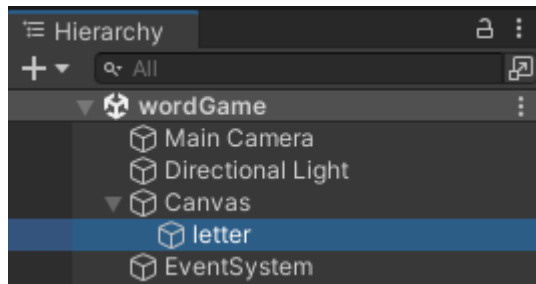 Hierarchy
All
wordGame
Main Camera
Directional Light
Canvas
letter
EventSystem